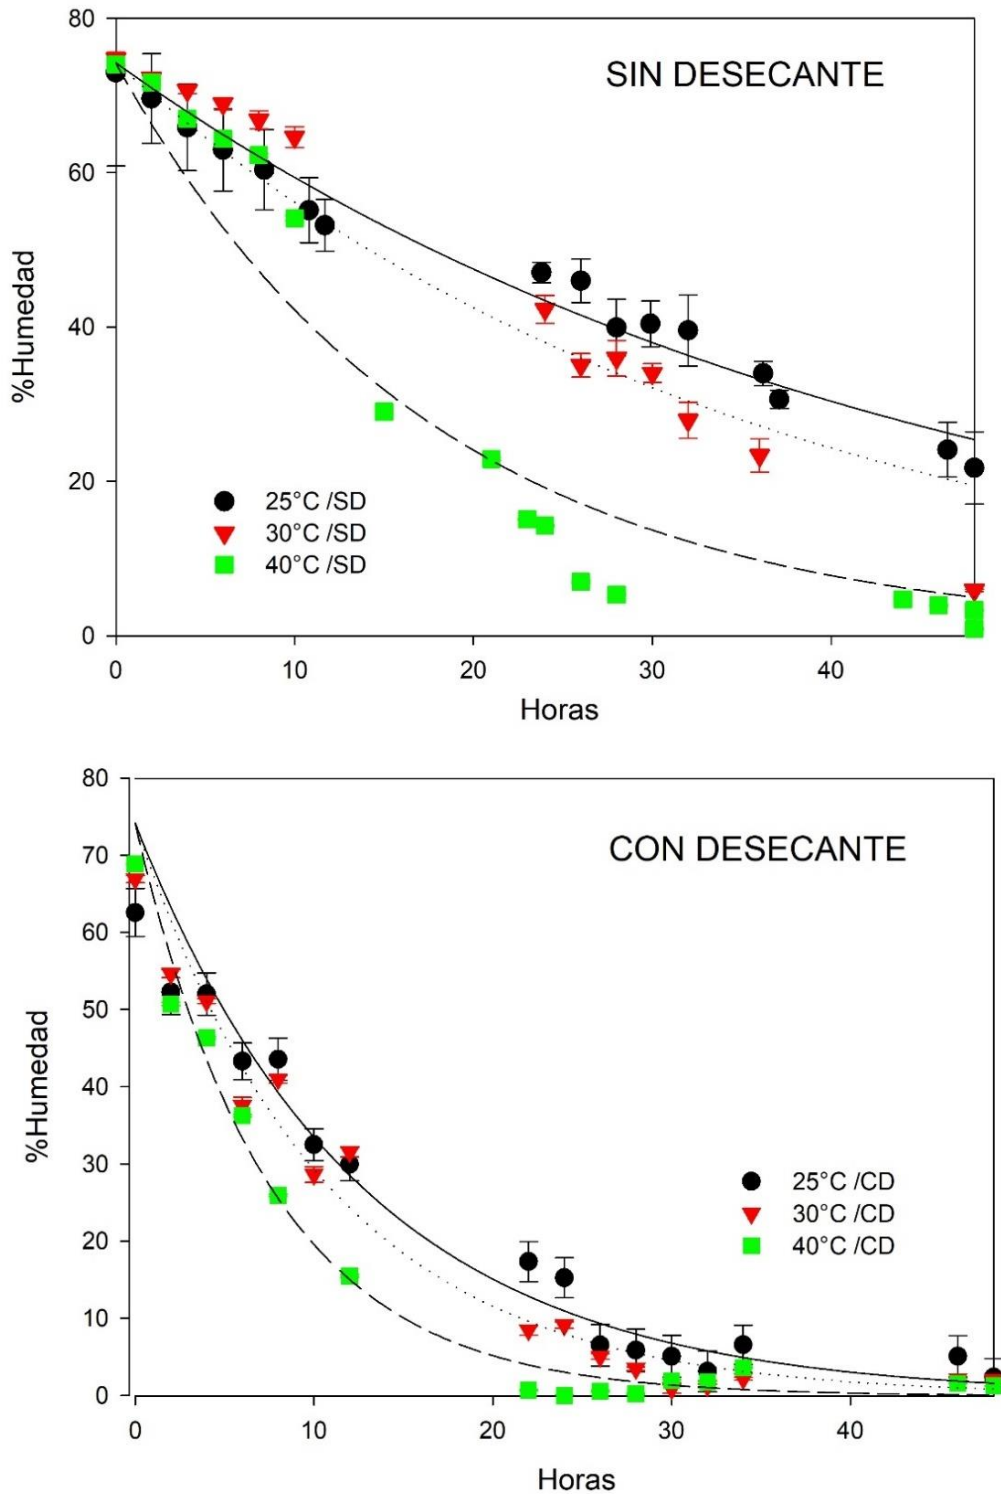 80
SIN DESECANTE
60
%Humedad
40
20
25°C /SD
30°C /SD
40°C /SD
0
0 10 20 30 40
Horas
80
CON DESECANTE
70
60
50
%Humedad
40
30
25°C /CD
30°C /CD
40°C /CD
20
10
0
0 10 20 30 40
Horas